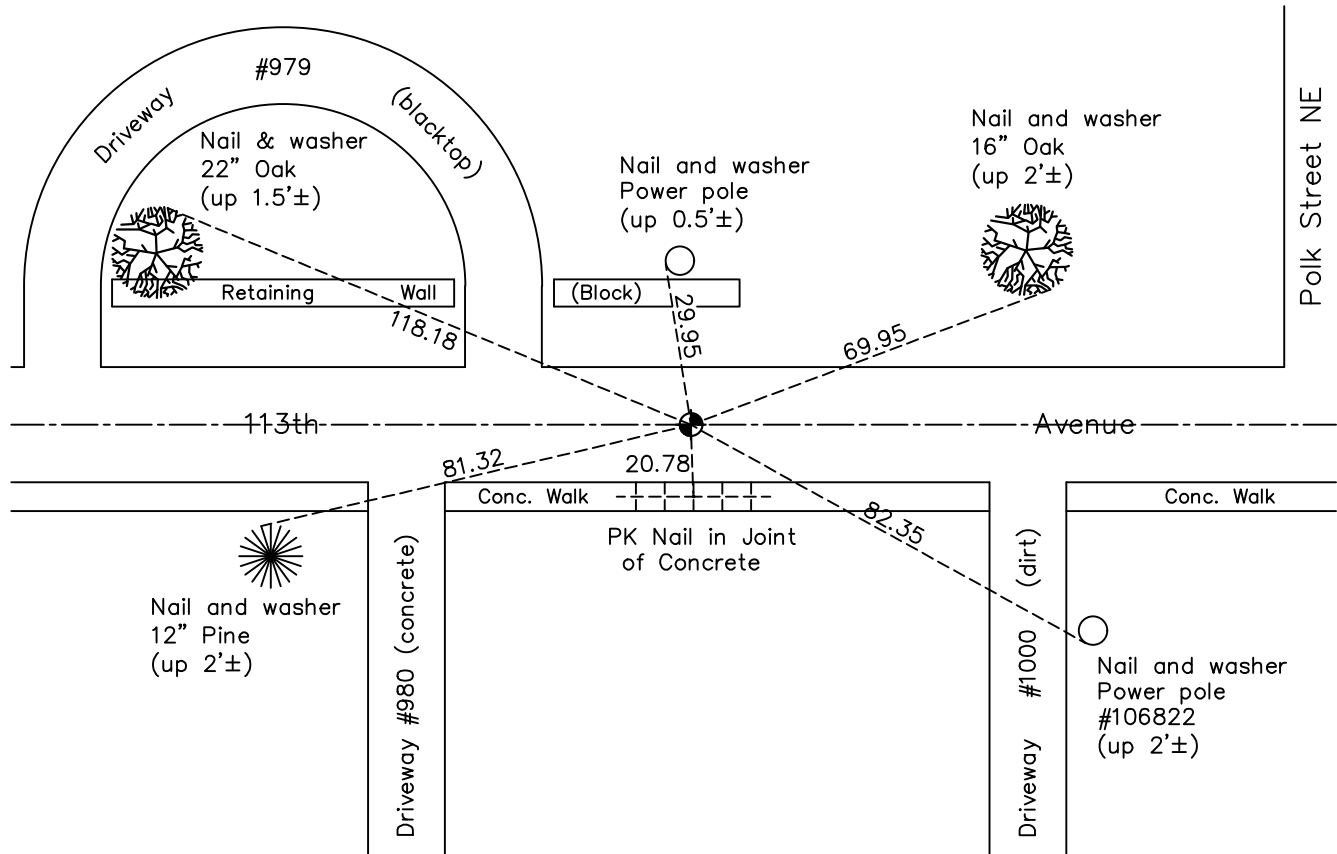 #979
Driveway
(blacktop)
Nail & washer
22" Oak
(up 1.5'±)
Nail and washer
Power pole
(up 0.5'±)
Nail and washer
16" Oak
(up 2'±)
Polk Street NE
Retaining Wall
(Block)
118.18
29.95
69.95
113th Avenue
81.32
20.78
82.35
Conc. Walk
Conc. Walk
PK Nail in Joint
of Concrete
Nail and washer
12" Pine
(up 2'±)
Driveway #980 (concrete)
Driveway #1000 (dirt)
Nail and washer
Power pole
#106822
(up 2'±)